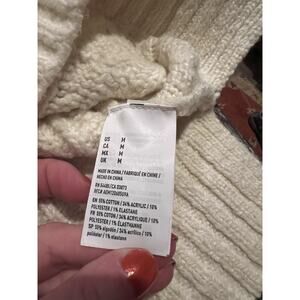 US M
CA M
MX M
UK M
MADE IN CHINA / FABRIQUÉ EN CHINE /
HECHO EN CHINA
EN 55% COTTON / 34% ACRYLIC / 10%
POLYESTER / 1% ELASTANE
FR 55% COTON / 34% ACRYLIQUE / 10%
POLYESTER / 1% ELASTHANNE
SP 55% algodón / 34% acrílico / 10%
poliéster / 1% elastano